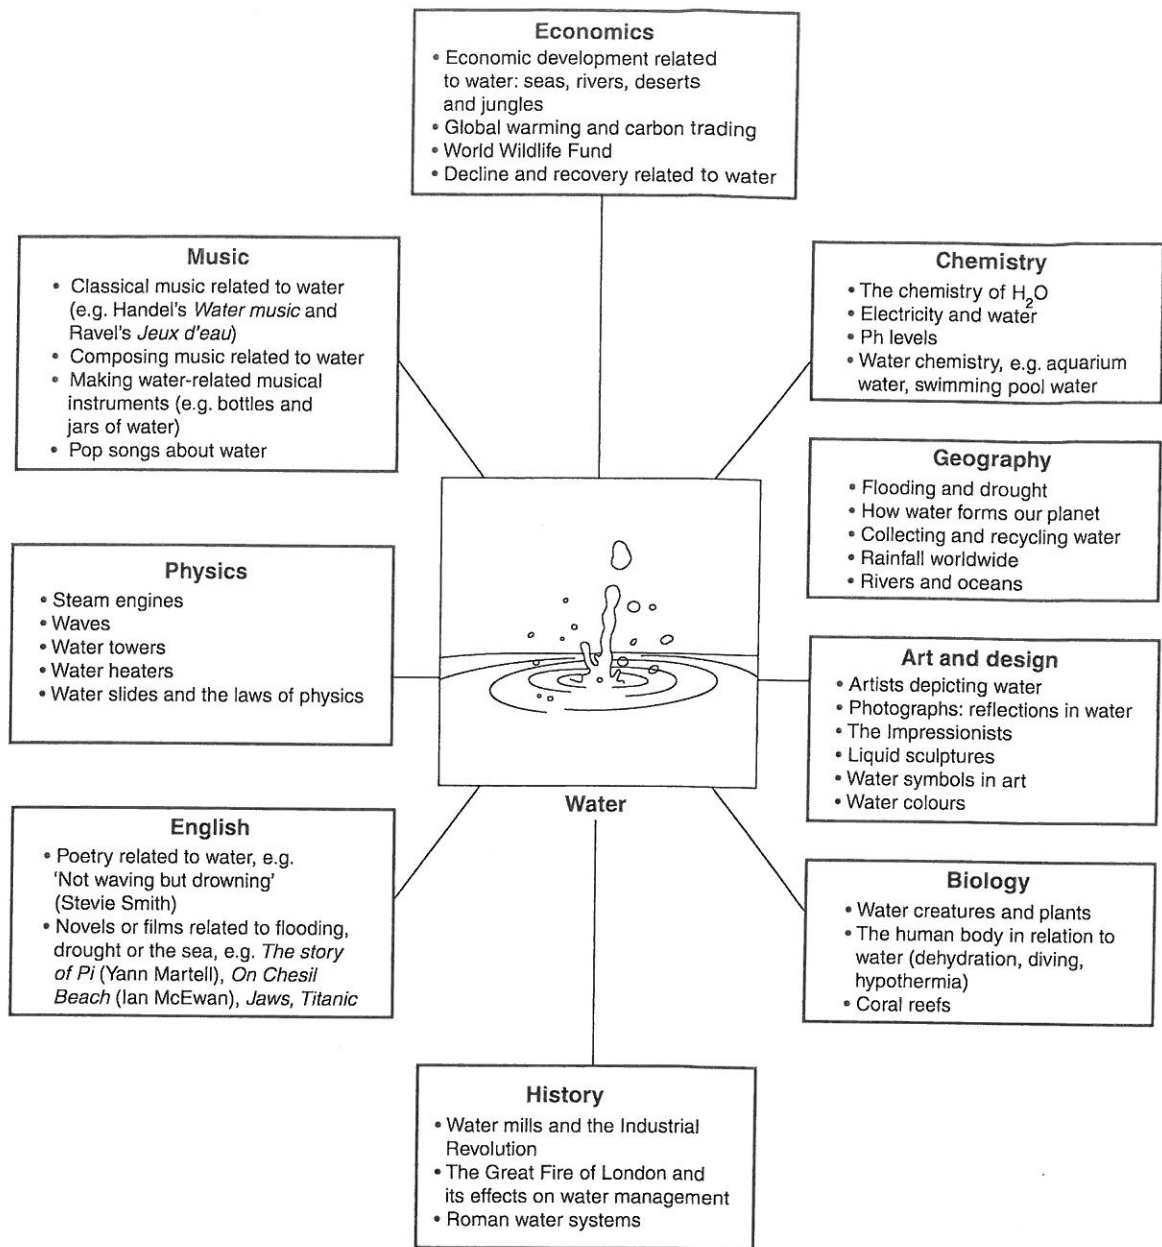 Economics
• Economic development related
to water: seas, rivers, deserts
and jungles
• Global warming and carbon trading
• World Wildlife Fund
• Decline and recovery related to water
Music
• Classical music related to water
(e.g. Handel's Water music and
Ravel's Jeux d'eau)
• Composing music related to water
• Making water-related musical
instruments (e.g. bottles and
jars of water)
• Pop songs about water
Chemistry
• The chemistry of H₂O
• Electricity and water
• Ph levels
• Water chemistry, e.g. aquarium
water, swimming pool water
Geography
• Flooding and drought
• How water forms our planet
• Collecting and recycling water
• Rainfall worldwide
• Rivers and oceans
Physics
• Steam engines
• Waves
• Water towers
• Water heaters
• Water slides and the laws of physics
Art and design
• Artists depicting water
• Photographs: reflections in water
• The Impressionists
• Liquid sculptures
• Water symbols in art
• Water colours
Water
English
• Poetry related to water, e.g.
'Not waving but drowning'
(Stevie Smith)
• Novels or films related to flooding,
drought or the sea, e.g. The story
of Pi (Yann Martell), On Chesil
Beach (Ian McEwan), Jaws, Titanic
Biology
• Water creatures and plants
• The human body in relation to
water (dehydration, diving,
hypothermia)
• Coral reefs
History
• Water mills and the Industrial
Revolution
• The Great Fire of London and
its effects on water management
• Roman water systems